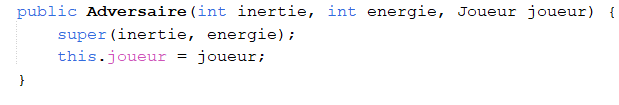 public Adversaire(int inertie, int energie, Joueur joueur) {
    super(inertie, energie);
    this.joueur = joueur;
}